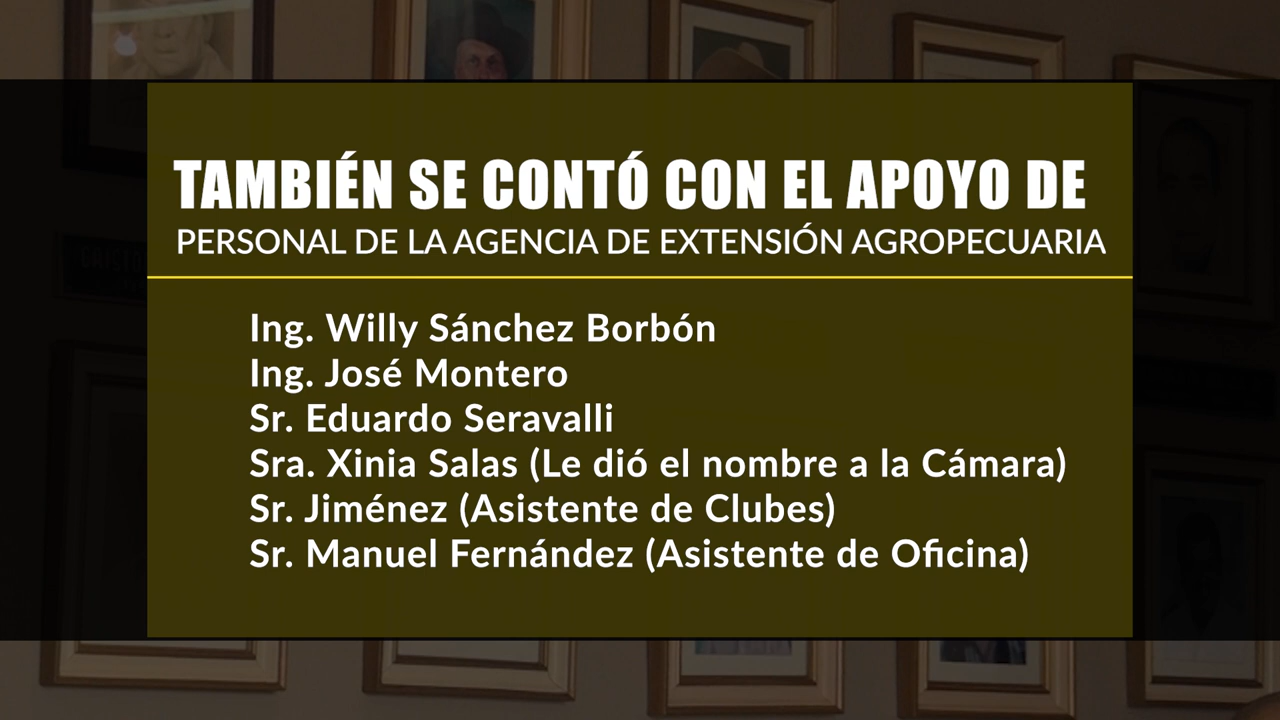 TAMBIÉN SE CONTÓ CON EL APOYO DE
PERSONAL DE LA AGENCIA DE EXTENSIÓN AGROPECUARIA
Ing. Willy Sánchez Borbón
Ing. José Montero
Sr. Eduardo Seravalli
Sra. Xinia Salas (Le dió el nombre a la Cámara)
Sr. Jiménez (Asistente de Clubes)
Sr. Manuel Fernández (Asistente de Oficina)